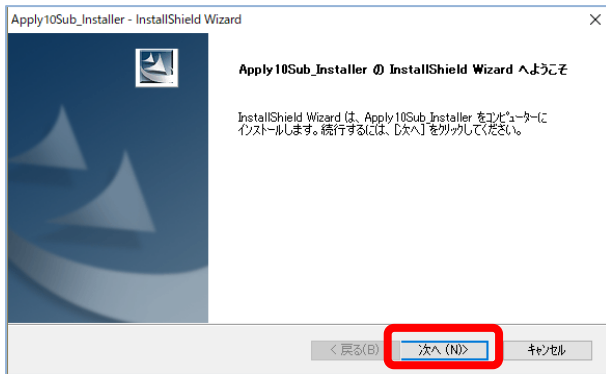 Apply10Sub_Installer - InstallShield Wizard
Apply10Sub_Installer の InstallShield Wizard へようこそ
InstallShield Wizard は、Apply10Sub_Installer をコンピューターに
インストールします。続行するには、[次へ] をクリックしてください。
< 戻る(B)
次へ (N)>
キャンセル